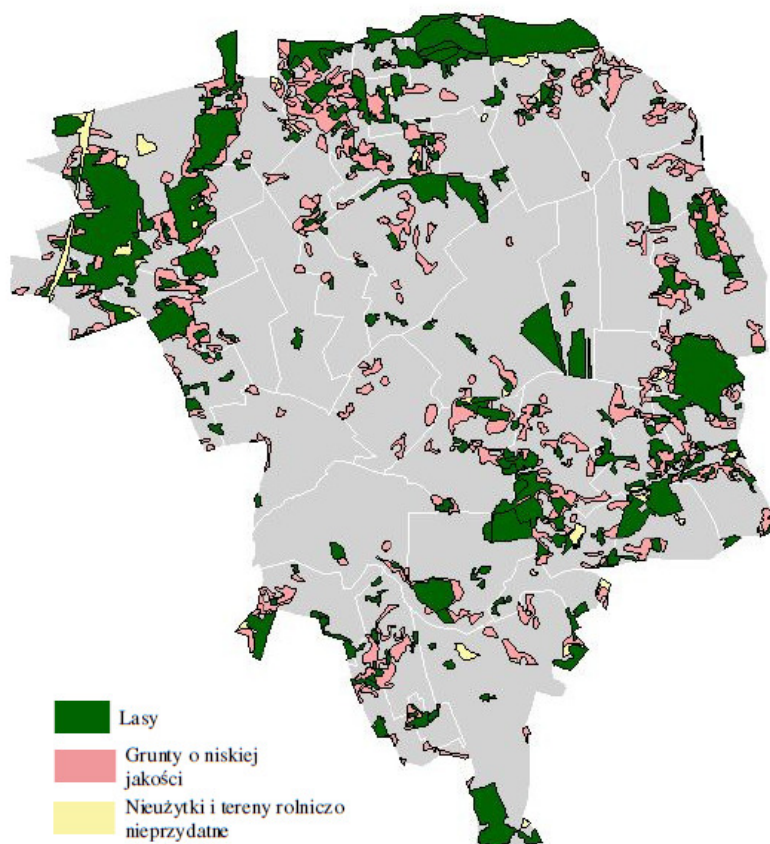 Lasy
Grunty o niskiej
jakości
Nieużytki i tereny rolniczo
nieprzydatne